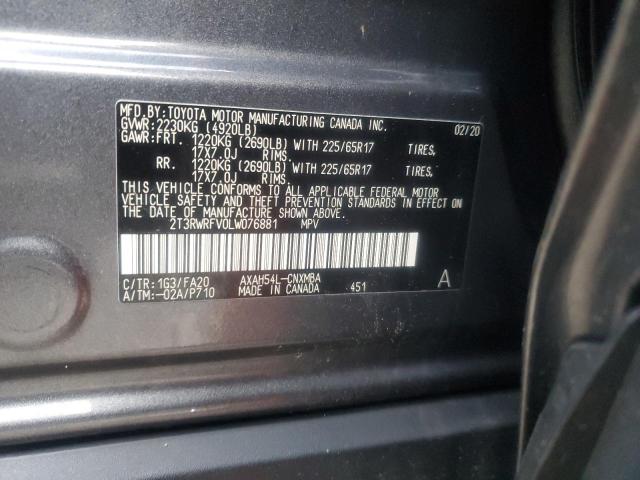 MFD. BY: TOYOTA MOTOR MANUFACTURING CANADA INC.
GVWR: 2230KG (4920LB) 02/20
GAWR: FRT. 1220KG (2690LB) WITH 225/65R17 TIRES,
17X7.0J RIMS.
RR. 1220KG (2690LB) WITH 225/65R17 TIRES,
17X7.0J RIMS.
THIS VEHICLE CONFORMS TO ALL APPLICABLE FEDERAL MOTOR
VEHICLE SAFETY AND THEFT PREVENTION STANDARDS IN EFFECT ON
THE DATE OF MANUFACTURE SHOWN ABOVE.
2T3RWRFV0LW076881 MPV
C/TR: 1G3/FA20 AXAH54L-CNXMBA
A/TM: -02A/P710 MADE IN CANADA 451 A